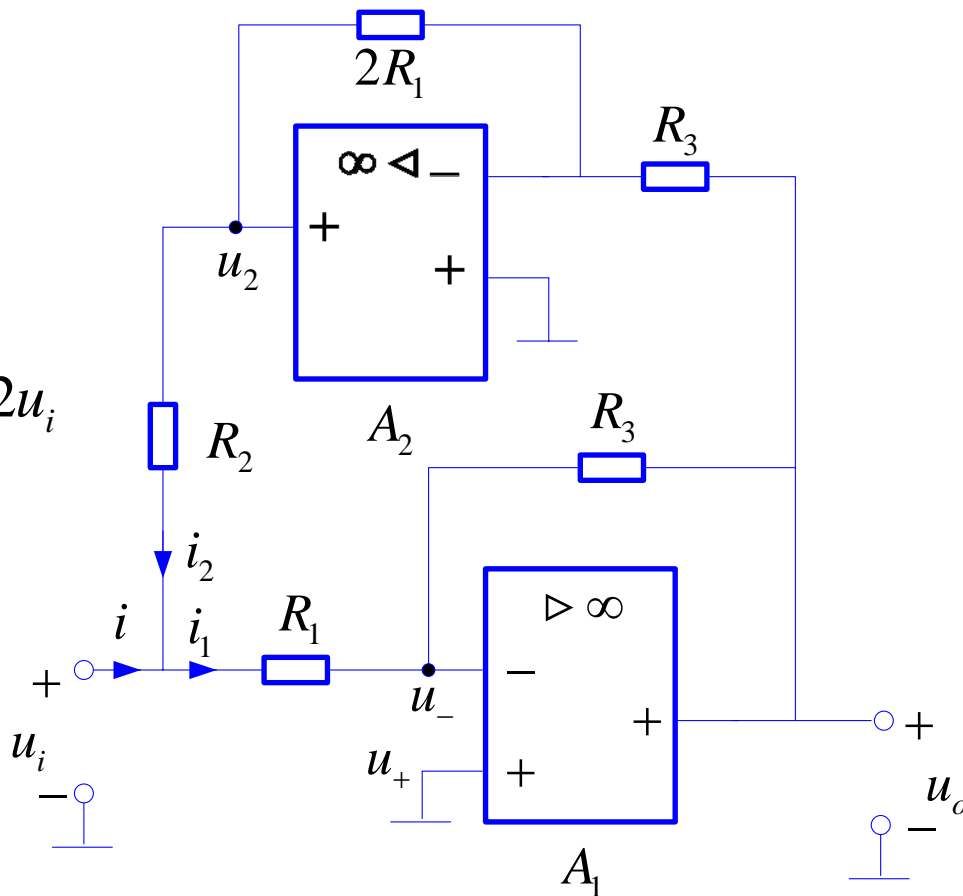 2R₁
R₃
∞ ◁ −
+
+
u₂
A₂
2uᵢ
R₂
R₃
i₂
▷ ∞
i
i₁
R₁
−
+
u₋
+
+
uᵢ
u₊
+
−
uₒ
−
A₁